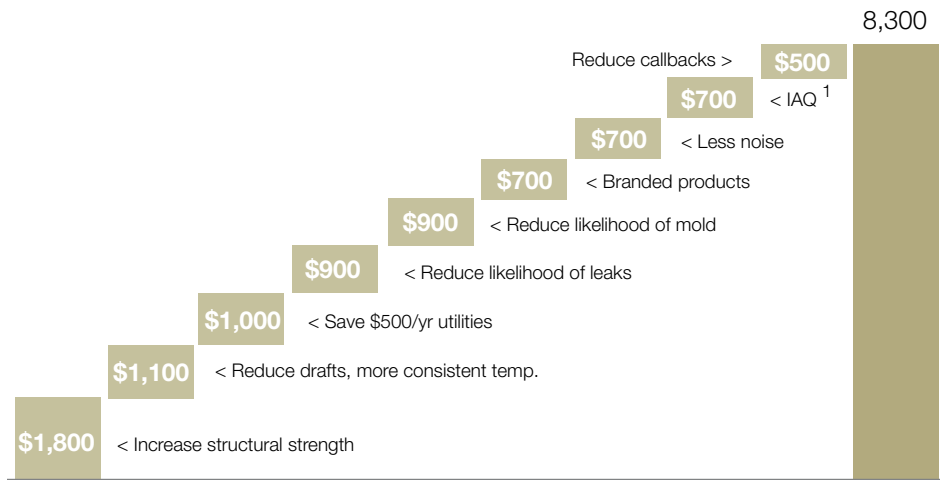 8,300
Reduce callbacks > $500
$700 < IAQ 1
$700 < Less noise
$700 < Branded products
$900 < Reduce likelihood of mold
$900 < Reduce likelihood of leaks
$1,000 < Save $500/yr utilities
$1,100 < Reduce drafts, more consistent temp.
$1,800 < Increase structural strength